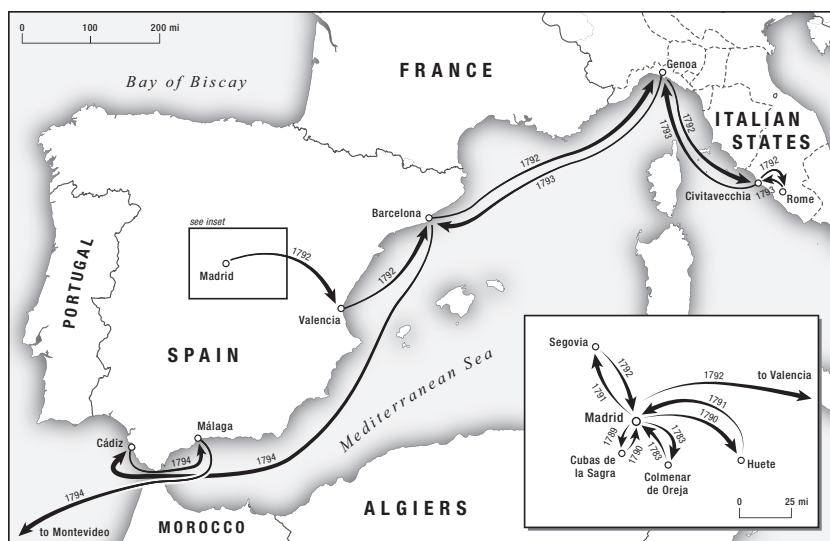 0 100 200 mi
Bay of Biscay
FRANCE
Genoa
ITALIAN
STATES
1792
1793
1792
1793
Civitavecchia
Rome
1792
1793
Barcelona
see inset
Madrid
1792
1792
Valencia
PORTUGAL
SPAIN
Mediterranean Sea
Cádiz
Málaga
1794
1794
1794
to Montevideo
MOROCCO
ALGIERS
Segovia
1792
1791
1792
to Valencia
Madrid
1791
1790
1789
1790
1783
1783
Cubas de
la Sagra
Colmenar
de Oreja
Huete
0 25 mi